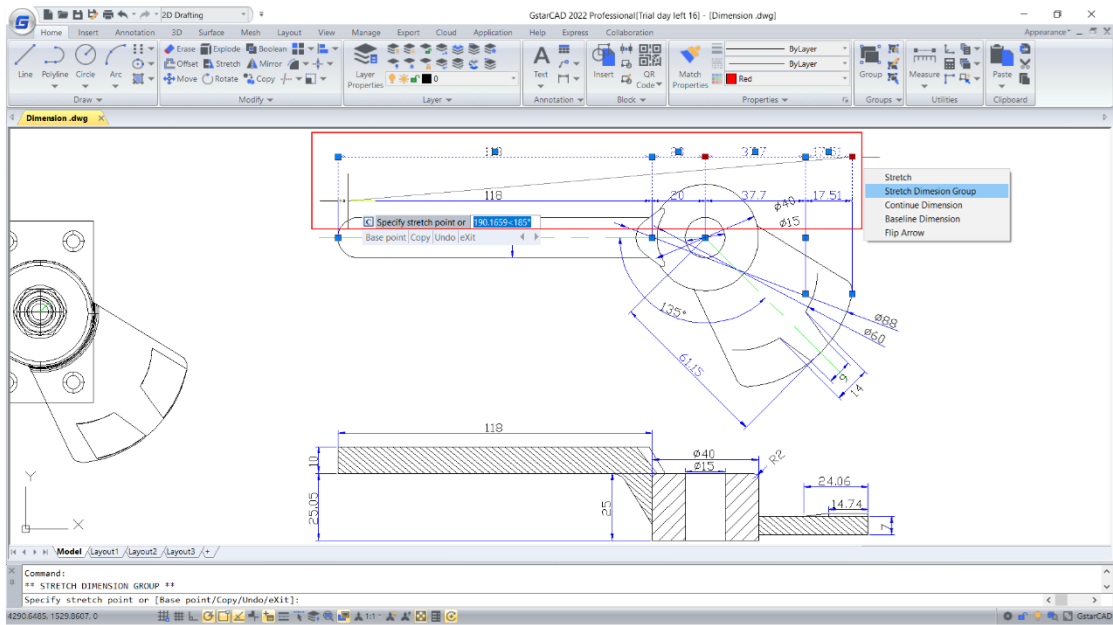 2D Drafting
GstarCAD 2022 Professional[Trial day left 16] - [Dimension .dwg]
Home Insert Annotation 3D Surface Mesh Layout View Manage Export Cloud Application Help Express Collaboration Appearance
Erase Explode Boolean
Offset Stretch Mirror
Move Rotate Copy
Line Polyline Circle Arc
Layer Properties
0
Text
Insert
QR Code
Match Properties
ByLayer
ByLayer
Red
Group
Measure
Paste
Draw Modify Layer Annotation Block Properties Groups Utilities Clipboard
Dimension .dwg
37.7 17.51
118 20 37.7 17.51
Ø40
Ø15
Stretch
Stretch Dimesion Group
Continue Dimension
Baseline Dimension
Flip Arrow
Specify stretch point or 190.1659<185°
Base point Copy Undo eXit
135°
Ø88
Ø60
61.15
9
14
118
10
25.05
25
Ø40
Ø15
R2
24.06
14.74
7
Y
X
Model Layout1 Layout2 Layout3 +
Command:
** STRETCH DIMENSION GROUP **
Specify stretch point or [Base point/Copy/Undo/eXit]:
4290.6485, 1529.8607, 0
1:1
GstarCAD